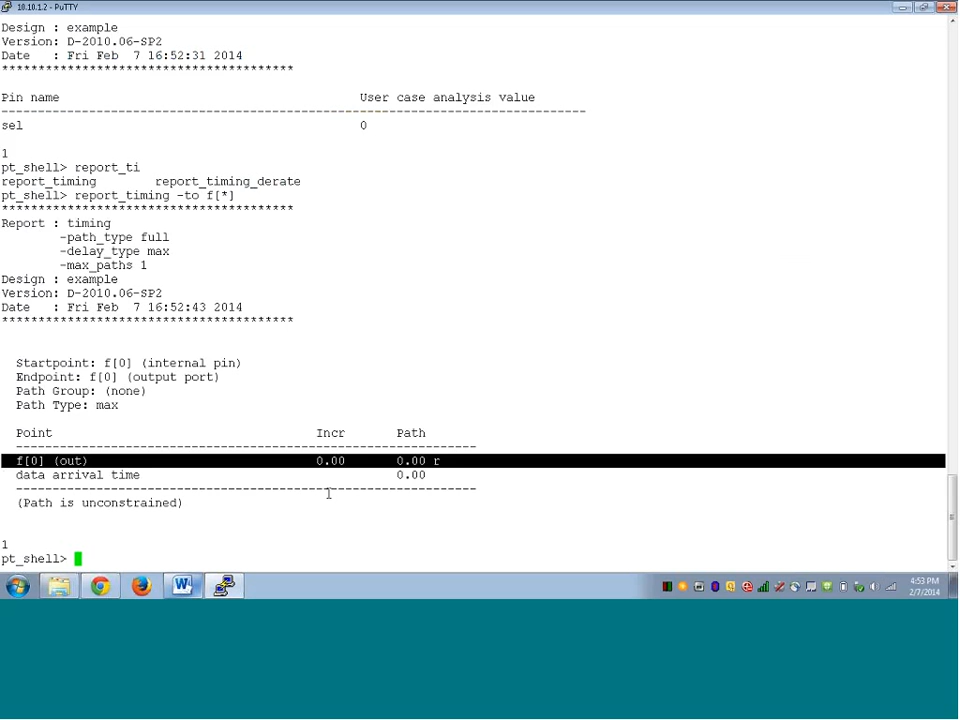 10.10.1.2 - PuTTY
Design : example
Version: D-2010.06-SP2
Date   : Fri Feb  7 16:52:31 2014
****************************************
Pin name                                         User case analysis value
--------------------------------------------------------------------------------
sel                                              0
1
pt_shell> report_ti
report_timing        report_timing_derate
pt_shell> report_timing -to f[*]
****************************************
Report : timing
        -path_type full
        -delay_type max
        -max_paths 1
Design : example
Version: D-2010.06-SP2
Date   : Fri Feb  7 16:52:43 2014
****************************************
  Startpoint: f[0] (internal pin)
  Endpoint: f[0] (output port)
  Path Group: (none)
  Path Type: max
  Point                                    Incr       Path
  ---------------------------------------------------------------
  f[0] (out)                               0.00       0.00 r
  data arrival time                                   0.00
  ---------------------------------------------------------------
  (Path is unconstrained)
1
pt_shell>
4:53 PM
2/7/2014